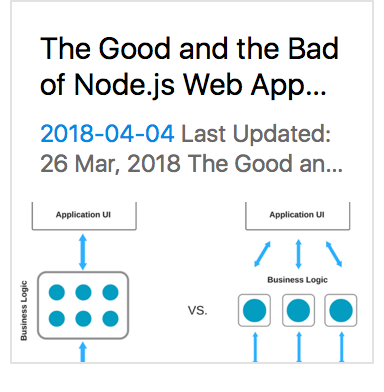 The Good and the Bad
of Node.js Web App...
2018-04-04 Last Updated:
26 Mar, 2018 The Good an...
Application UI
Business Logic
VS.
Application UI
Business Logic